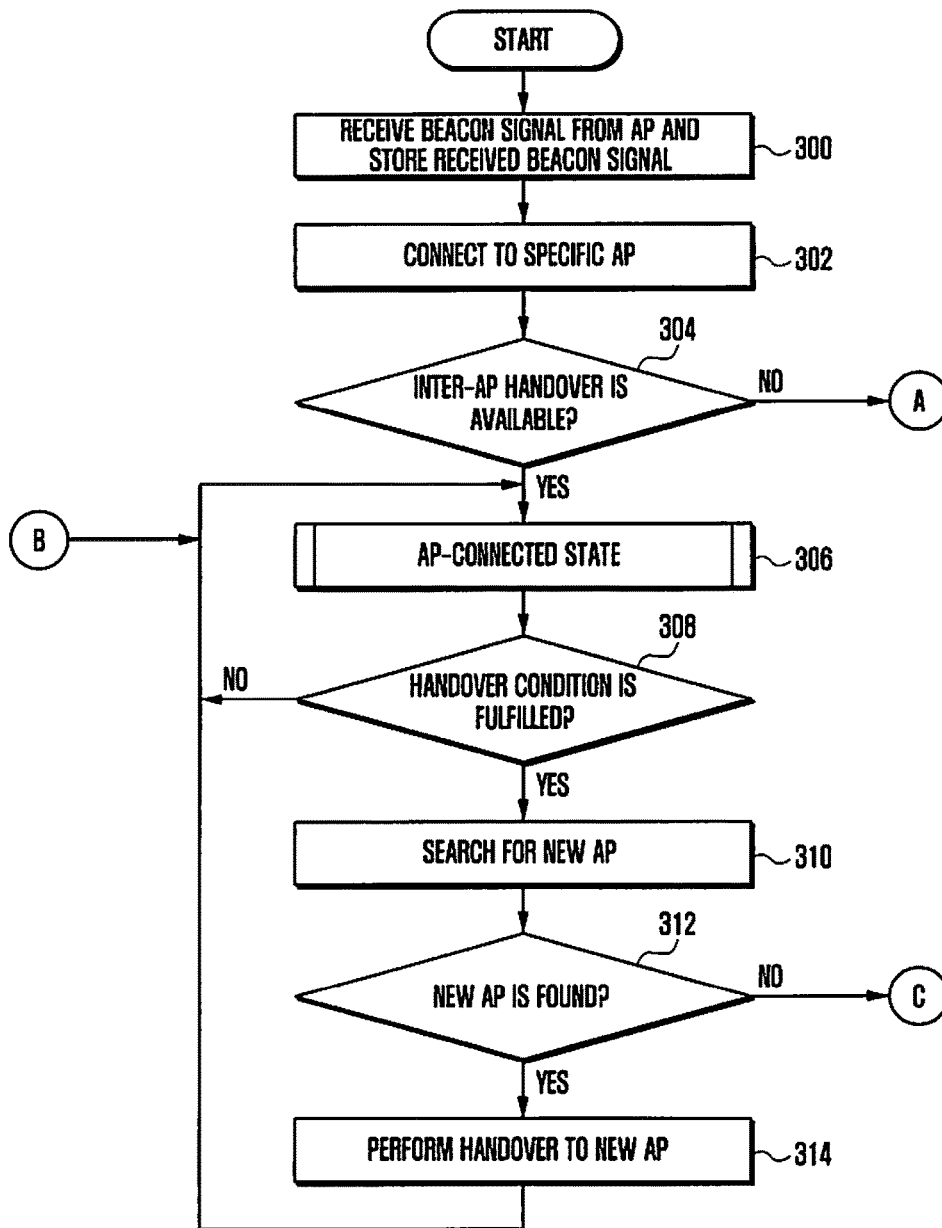 START
RECEIVE BEACON SIGNAL FROM AP AND
STORE RECEIVED BEACON SIGNAL
300
CONNECT TO SPECIFIC AP
302
304
INTER-AP HANDOVER IS
AVAILABLE?
NO
A
YES
B
AP-CONNECTED STATE
306
308
NO
HANDOVER CONDITION IS
FULFILLED?
YES
SEARCH FOR NEW AP
310
312
NEW AP IS FOUND?
NO
C
YES
PERFORM HANDOVER TO NEW AP
314